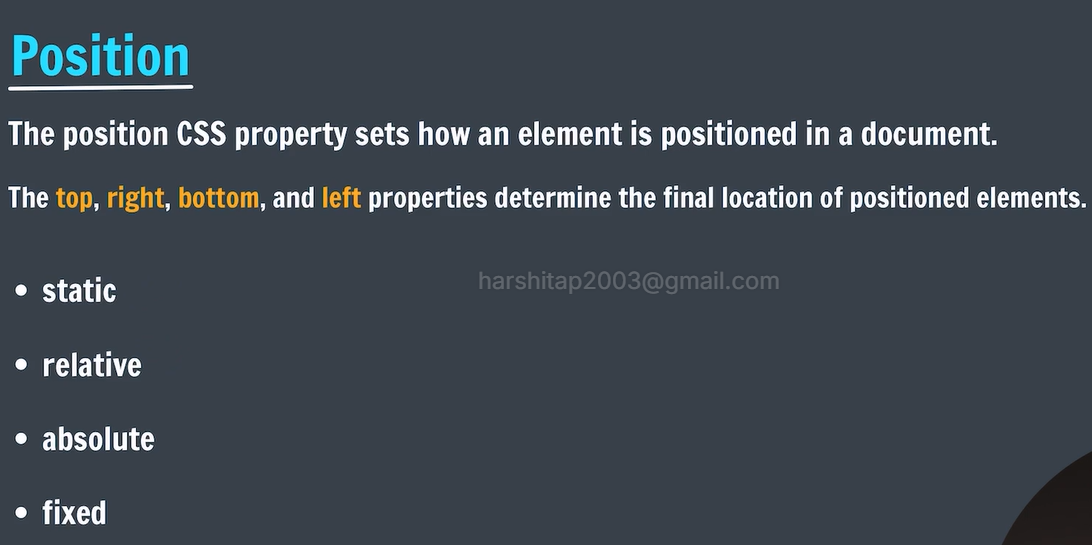 Position
The position CSS property sets how an element is positioned in a document.
The top, right, bottom, and left properties determine the final location of positioned elements.
harshitap2003@gmail.com
• static
• relative
• absolute
• fixed